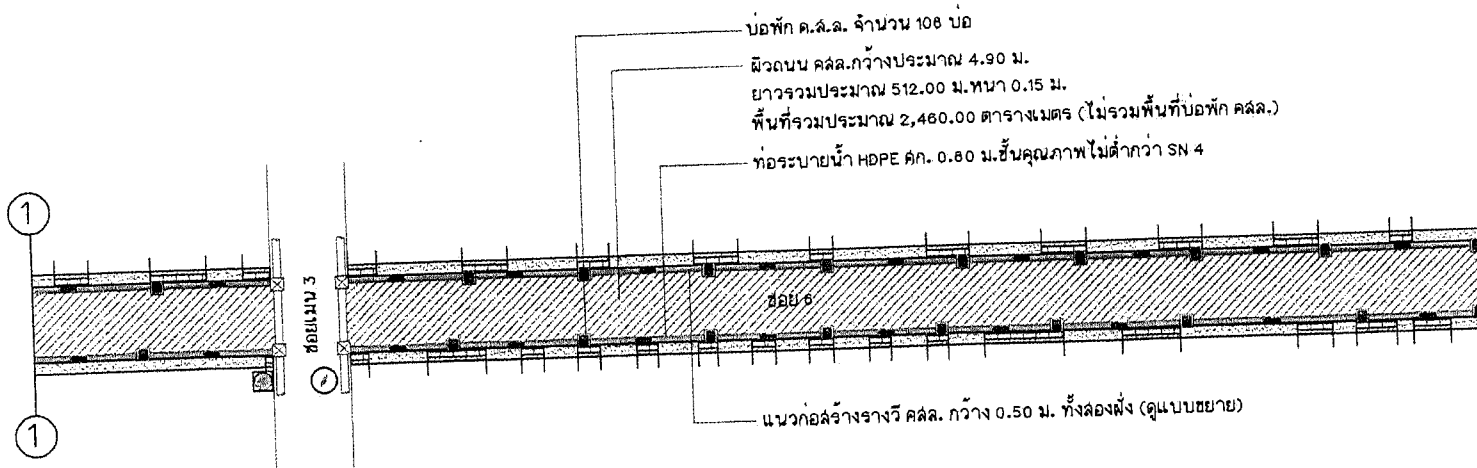 บ่อพัก ค.ส.ล. จำนวน 106 บ่อ
ผิวถนน คสล.กว้างประมาณ 4.90 ม.
ยาวรวมประมาณ 512.00 ม.หนา 0.15 ม.
พื้นที่รวมประมาณ 2,460.00 ตารางเมตร (ไม่รวมพื้นที่บ่อพัก คสล.)
ท่อระบายน้ำ HDPE ศก. 0.60 ม.ชั้นคุณภาพไม่ต่ำกว่า SN 4
1
ซอยเมน 3
ซอย 6
1
แนวก่อสร้างรางวี คสล. กว้าง 0.50 ม. ทั้งสองฝั่ง (ดูแบบขยาย)